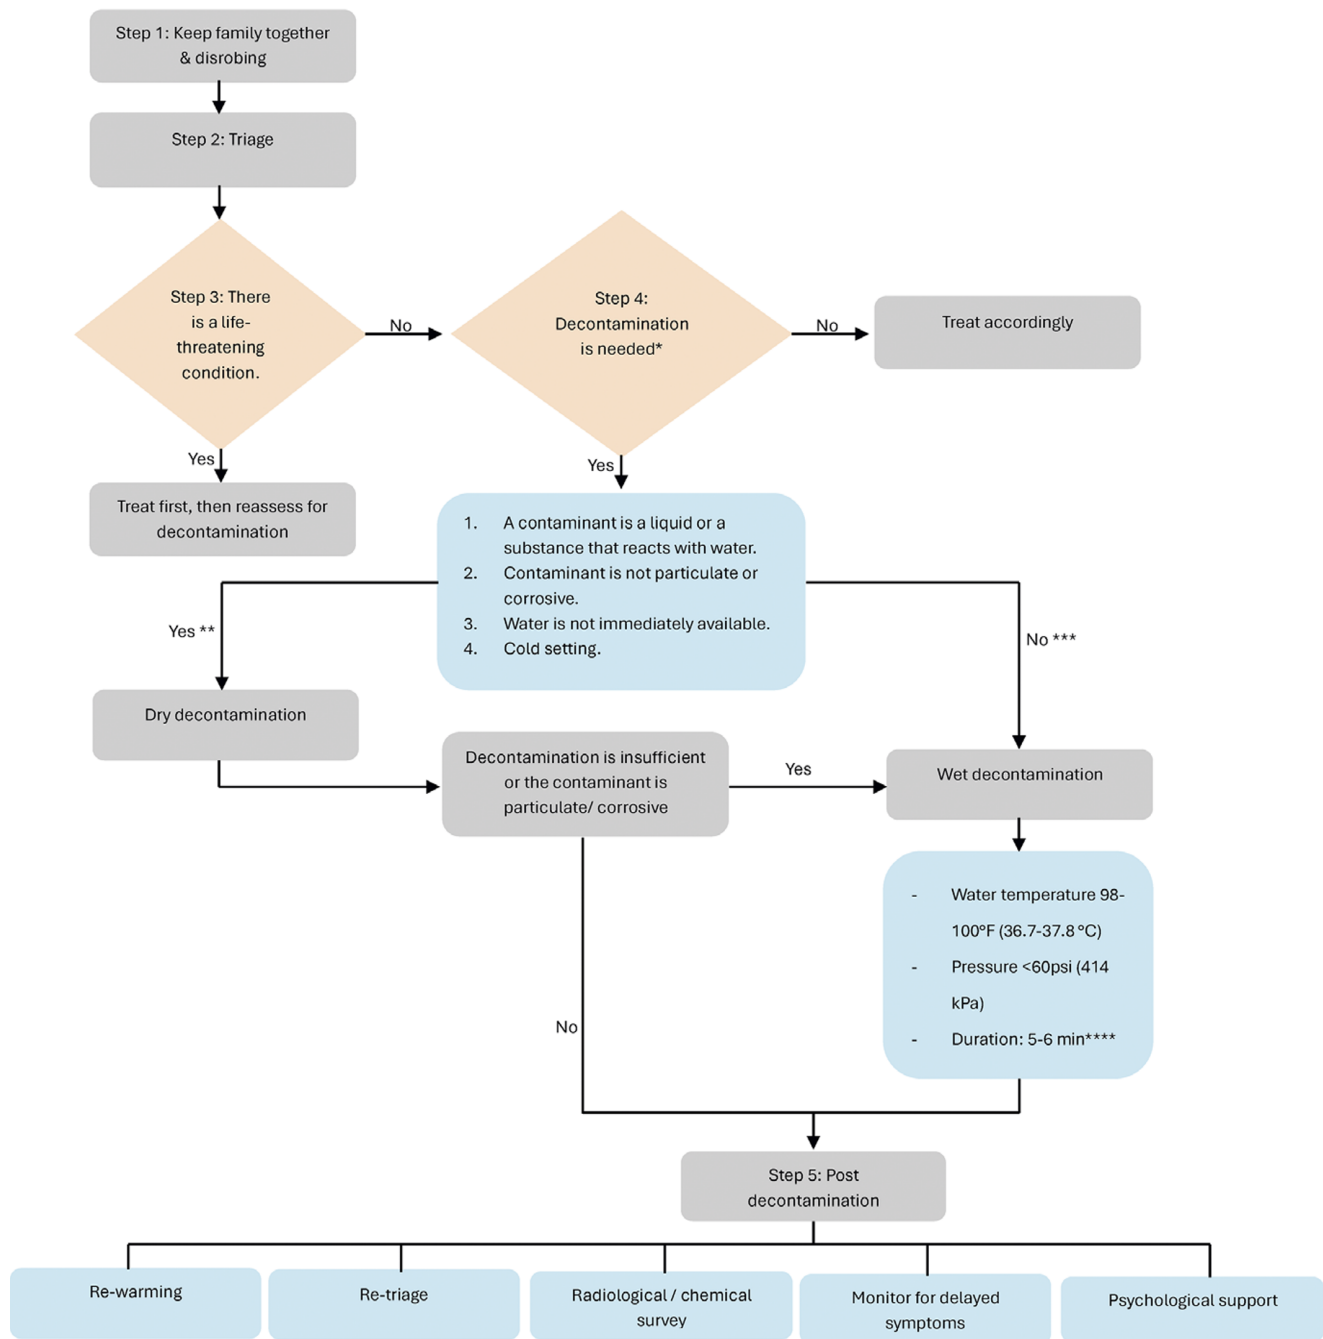 Step 1: Keep family together
& disrobing
Step 2: Triage
Step 3: There
is a life-
threatening
condition.
No
Step 4:
Decontamination
is needed*
No
Treat accordingly
Yes
Treat first, then reassess for
decontamination
Yes
1. A contaminant is a liquid or a
substance that reacts with water.
2. Contaminant is not particulate or
corrosive.
3. Water is not immediately available.
4. Cold setting.
Yes **
No ***
Dry decontamination
Decontamination is insufficient
or the contaminant is
particulate/ corrosive
Yes
Wet decontamination
- Water temperature 98-
100°F (36.7-37.8 °C)
- Pressure <60psi (414
kPa)
- Duration: 5-6 min****
No
Step 5: Post
decontamination
Re-warming
Re-triage
Radiological / chemical
survey
Monitor for delayed
symptoms
Psychological support